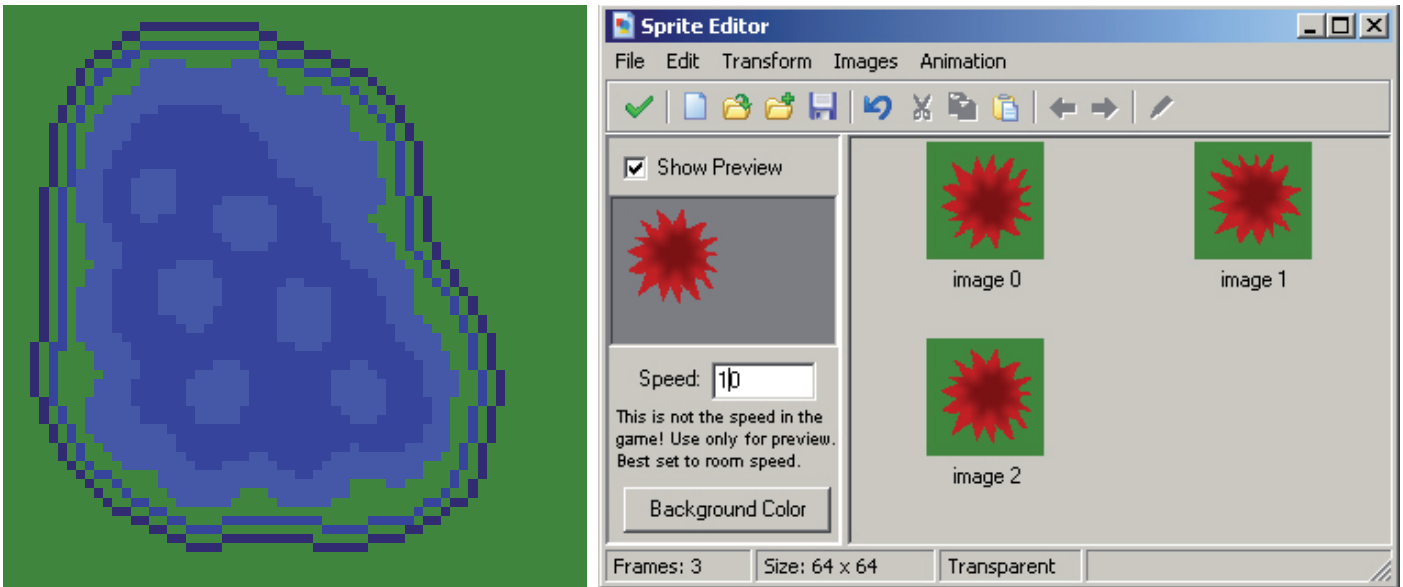 Sprite Editor
File Edit Transform Images Animation
Show Preview
image 0
image 1
Speed: 10
This is not the speed in the
game! Use only for preview.
Best set to room speed.
image 2
Background Color
Frames: 3
Size: 64 x 64
Transparent